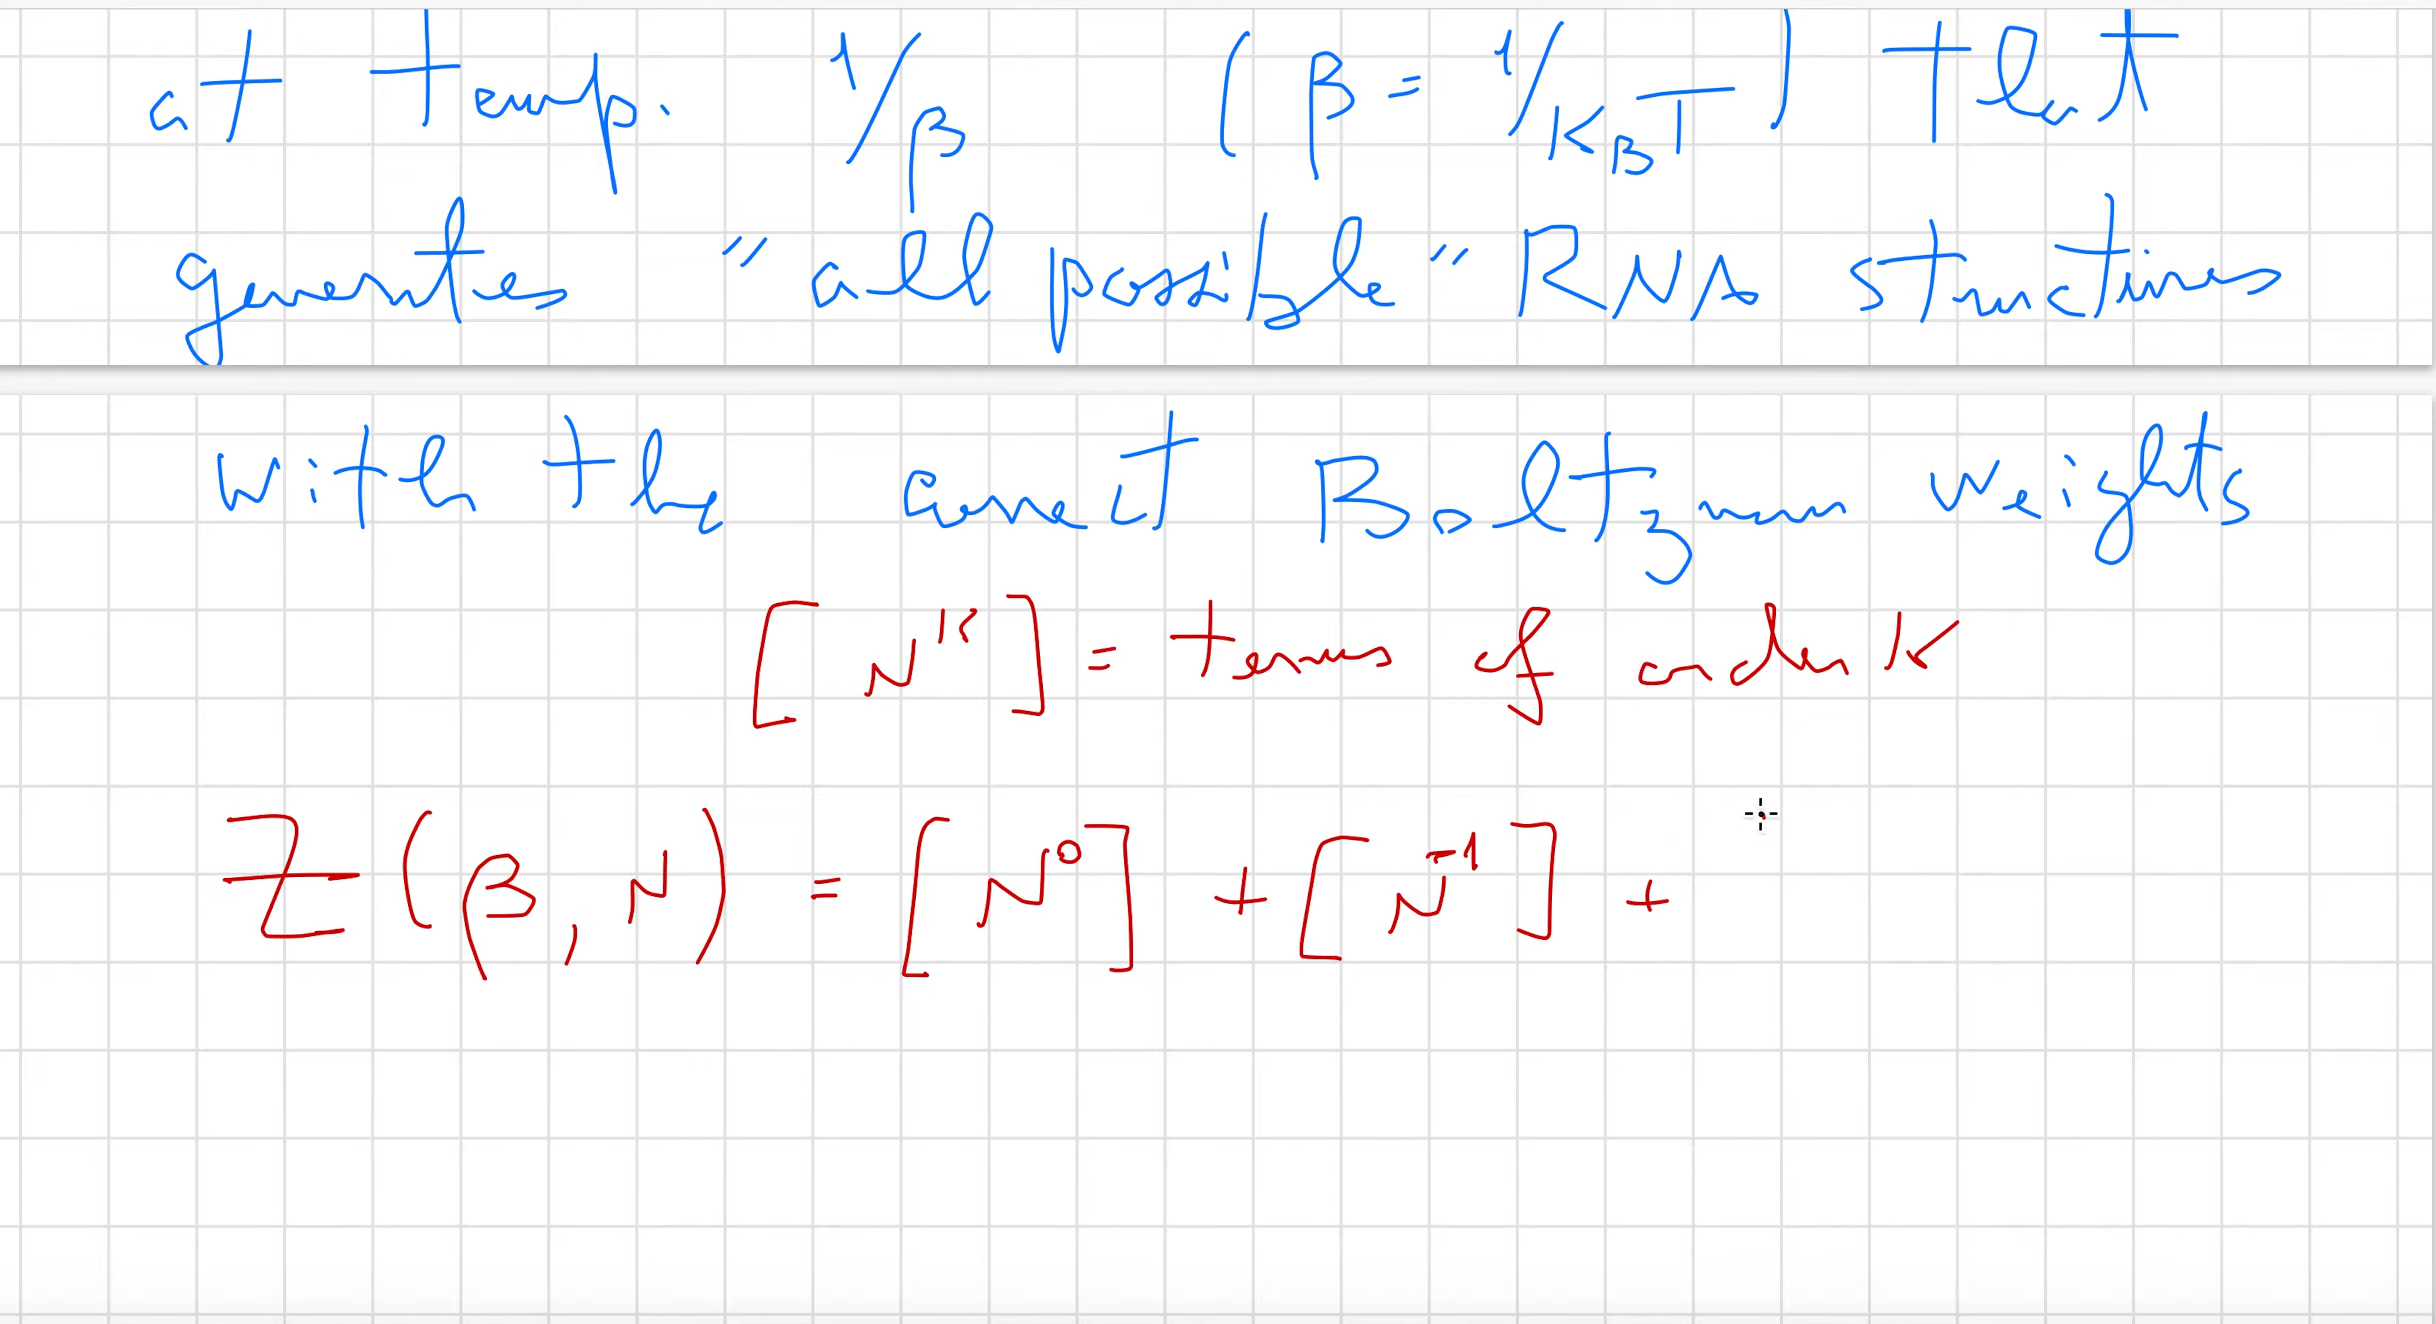 at temp. 1/β (β = 1/K_B T) that
generates "all possible" RNA structures
with the correct Boltzmann weights
[N^K] = terms of order K
Z(β, N) = [N^0] + [N^-1] +